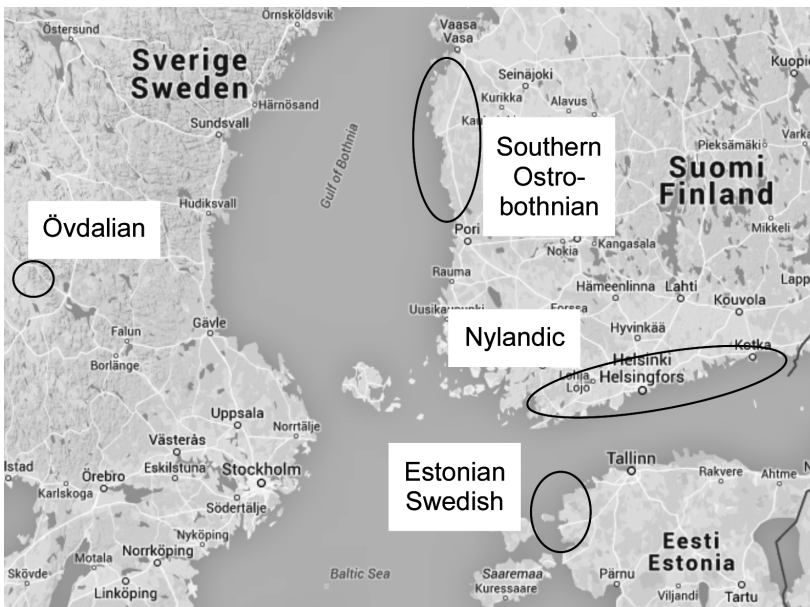 Örnsköldsvik
Östersund
Sverige
Sweden
Härnösand
Sundsvall
Hudiksvall
Övdalian
Falun
Gävle
Borlänge
Uppsala
Norrtälje
Västerås
Eskilstuna
Stockholm
Örebro
Karlskoga
Södertälje
Nyköping
Norrköping
Motala
Skövde
Linköping
Gulf of Bothnia
Baltic Sea
Vaasa
Vasa
Seinäjoki
Kurikka
Alavus
Southern
Ostro-
bothnian
Pieksämäki
Suomi
Finland
Mikkeli
Pori
Nokia
Kangasala
Rauma
Hämeenlinna
Lahti
Kouvola
Nylandic
Hyvinkää
Kotka
Helsinki
Helsingfors
Lohja
Lojo
Estonian
Swedish
Tallinn
Rakvere
Ahtme
Eesti
Estonia
Saaremaa
Kuressaare
Pärnu
Viljandi
Tartu